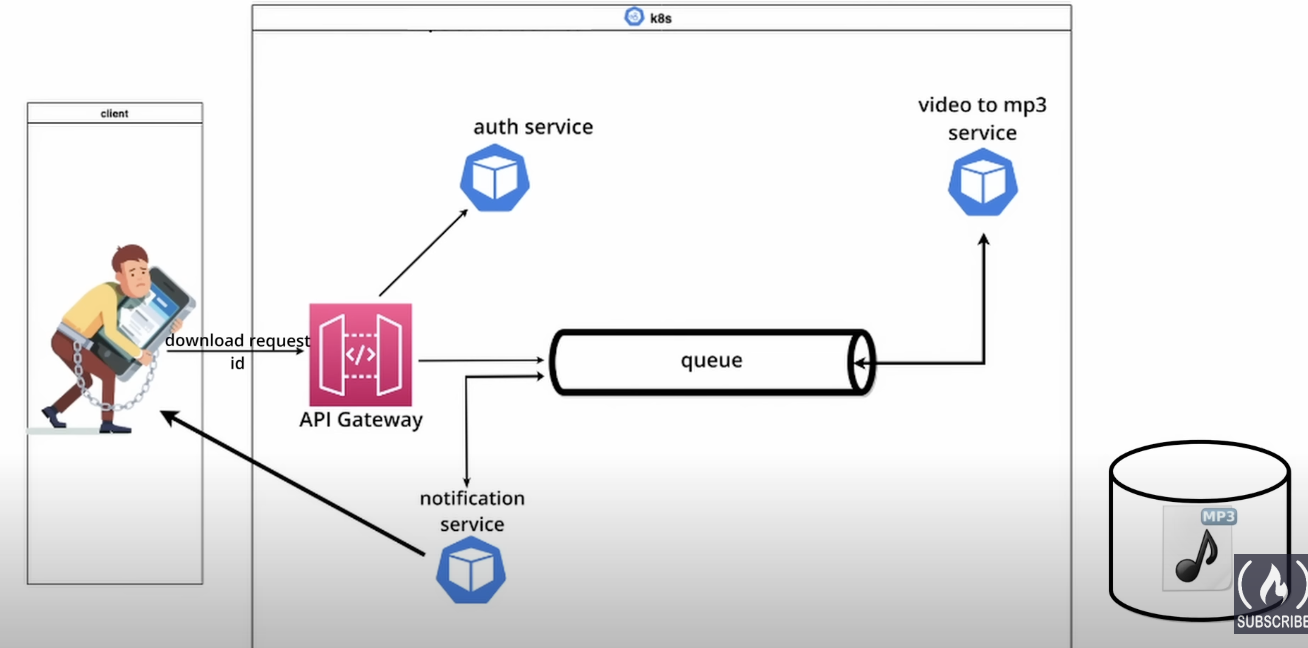 k8s
client
auth service
video to mp3
service
download request
id
</>
API Gateway
queue
notification
service
MP3
SUBSCRIBE